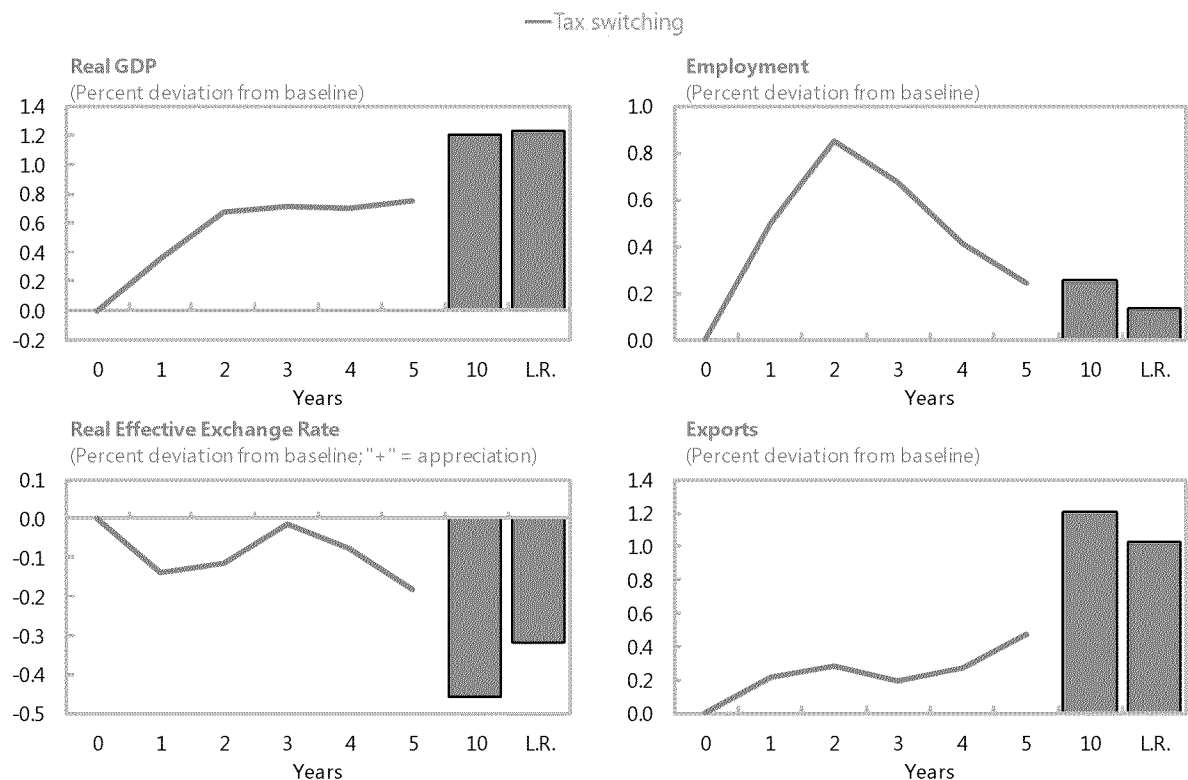 Tax switching
Real GDP
(Percent deviation from baseline)
1.4
1.2
1.0
0.8
0.6
0.4
0.2
0.0
-0.2
0 1 2 3 4 5 10 L.R.
Years
Employment
(Percent deviation from baseline)
1.0
0.8
0.6
0.4
0.2
0.0
0 1 2 3 4 5 10 L.R.
Years
Real Effective Exchange Rate
(Percent deviation from baseline; "+" = appreciation)
0.1
0.0
-0.1
-0.2
-0.3
-0.4
-0.5
0 1 2 3 4 5 10 L.R.
Years
Exports
(Percent deviation from baseline)
1.4
1.2
1.0
0.8
0.6
0.4
0.2
0.0
0 1 2 3 4 5 10 L.R.
Years